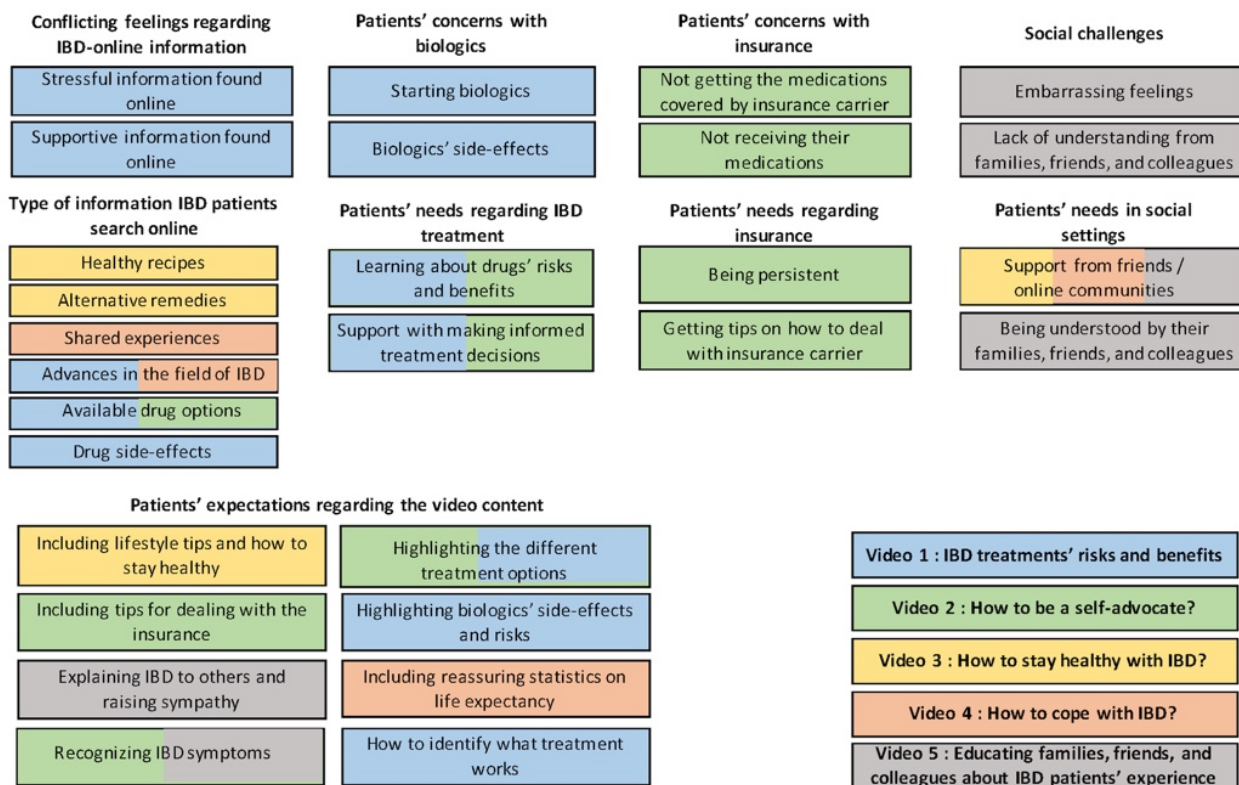 Conflicting feelings regarding
IBD-online information
Stressful information found
online
Supportive information found
online
Patients’ concerns with
biologics
Starting biologics
Biologics’ side-effects
Patients’ concerns with
insurance
Not getting the medications
covered by insurance carrier
Not receiving their
medications
Social challenges
Embarrassing feelings
Lack of understanding from
families, friends, and colleagues
Type of information IBD patients
search online
Healthy recipes
Alternative remedies
Shared experiences
Advances in the field of IBD
Available drug options
Drug side-effects
Patients’ needs regarding IBD
treatment
Learning about drugs’ risks
and benefits
Support with making informed
treatment decisions
Patients’ needs regarding
insurance
Being persistent
Getting tips on how to deal
with insurance carrier
Patients’ needs in social
settings
Support from friends /
online communities
Being understood by their
families, friends, and colleagues
Patients’ expectations regarding the video content
Including lifestyle tips and how to
stay healthy
Including tips for dealing with the
insurance
Explaining IBD to others and
raising sympathy
Recognizing IBD symptoms
Highlighting the different
treatment options
Highlighting biologics’ side-effects
and risks
Including reassuring statistics on
life expectancy
How to identify what treatment
works
Video 1 : IBD treatments’ risks and benefits
Video 2 : How to be a self-advocate?
Video 3 : How to stay healthy with IBD?
Video 4 : How to cope with IBD?
Video 5 : Educating families, friends, and
colleagues about IBD patients’ experience